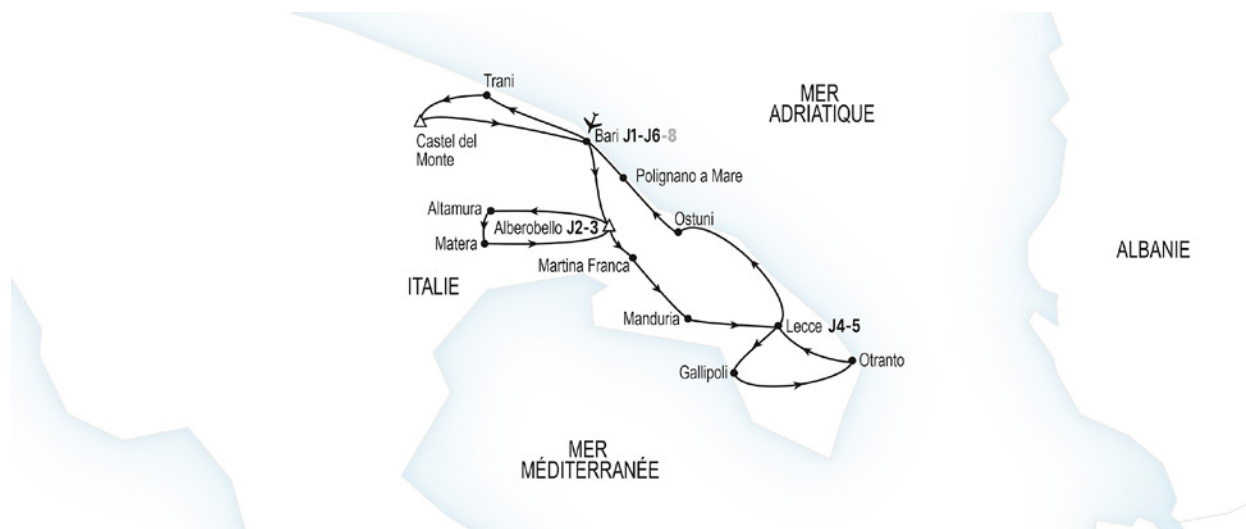 Trani
MER
ADRIATIQUE
Bari J1-J6-8
Castel del
Monte
Polignano a Mare
Altamura
Alberobello J2-3
Ostuni
Matera
ALBANIE
Martina Franca
ITALIE
Manduria
Lecce J4-5
Otranto
Gallipoli
MER
MÉDITERRANÉE